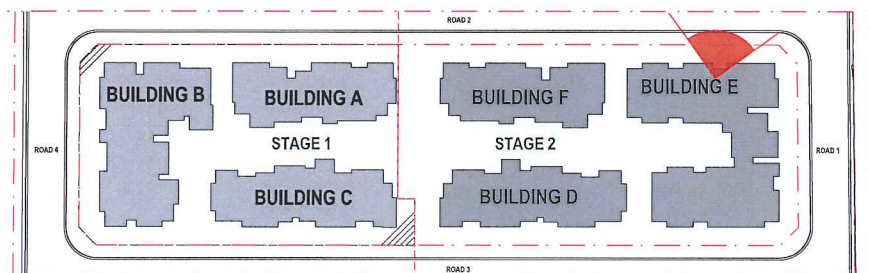 ROAD 2
BUILDING B
BUILDING A
BUILDING F
BUILDING E
STAGE 1
STAGE 2
ROAD 4
ROAD 1
BUILDING C
BUILDING D
ROAD 3